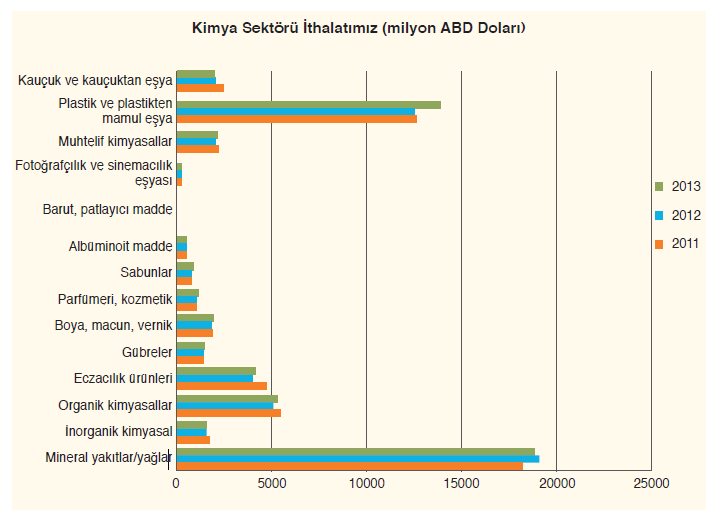 Kimya Sektörü İthalatımız (milyon ABD Doları)
Kauçuk ve kauçuktan eşya
Plastik ve plastikten
mamul eşya
Muhtelif kimyasallar
Fotoğrafçılık ve sinemacılık
eşyası
Barut, patlayıcı madde
Albüminoit madde
Sabunlar
Parfümeri, kozmetik
Boya, macun, vernik
Gübreler
Eczacılık ürünleri
Organik kimyasallar
İnorganik kimyasal
Mineral yakıtlar/yağlar
0 5000 10000 15000 20000 25000
2013
2012
2011